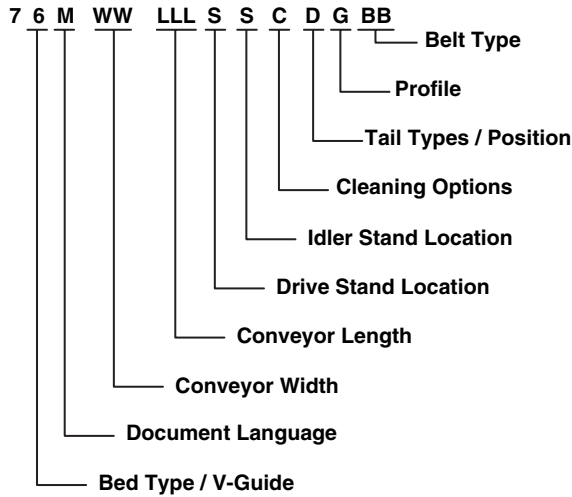 7 6 M WW LLL S S C D G BB
Belt Type
Profile
Tail Types / Position
Cleaning Options
Idler Stand Location
Drive Stand Location
Conveyor Length
Conveyor Width
Document Language
Bed Type / V-Guide